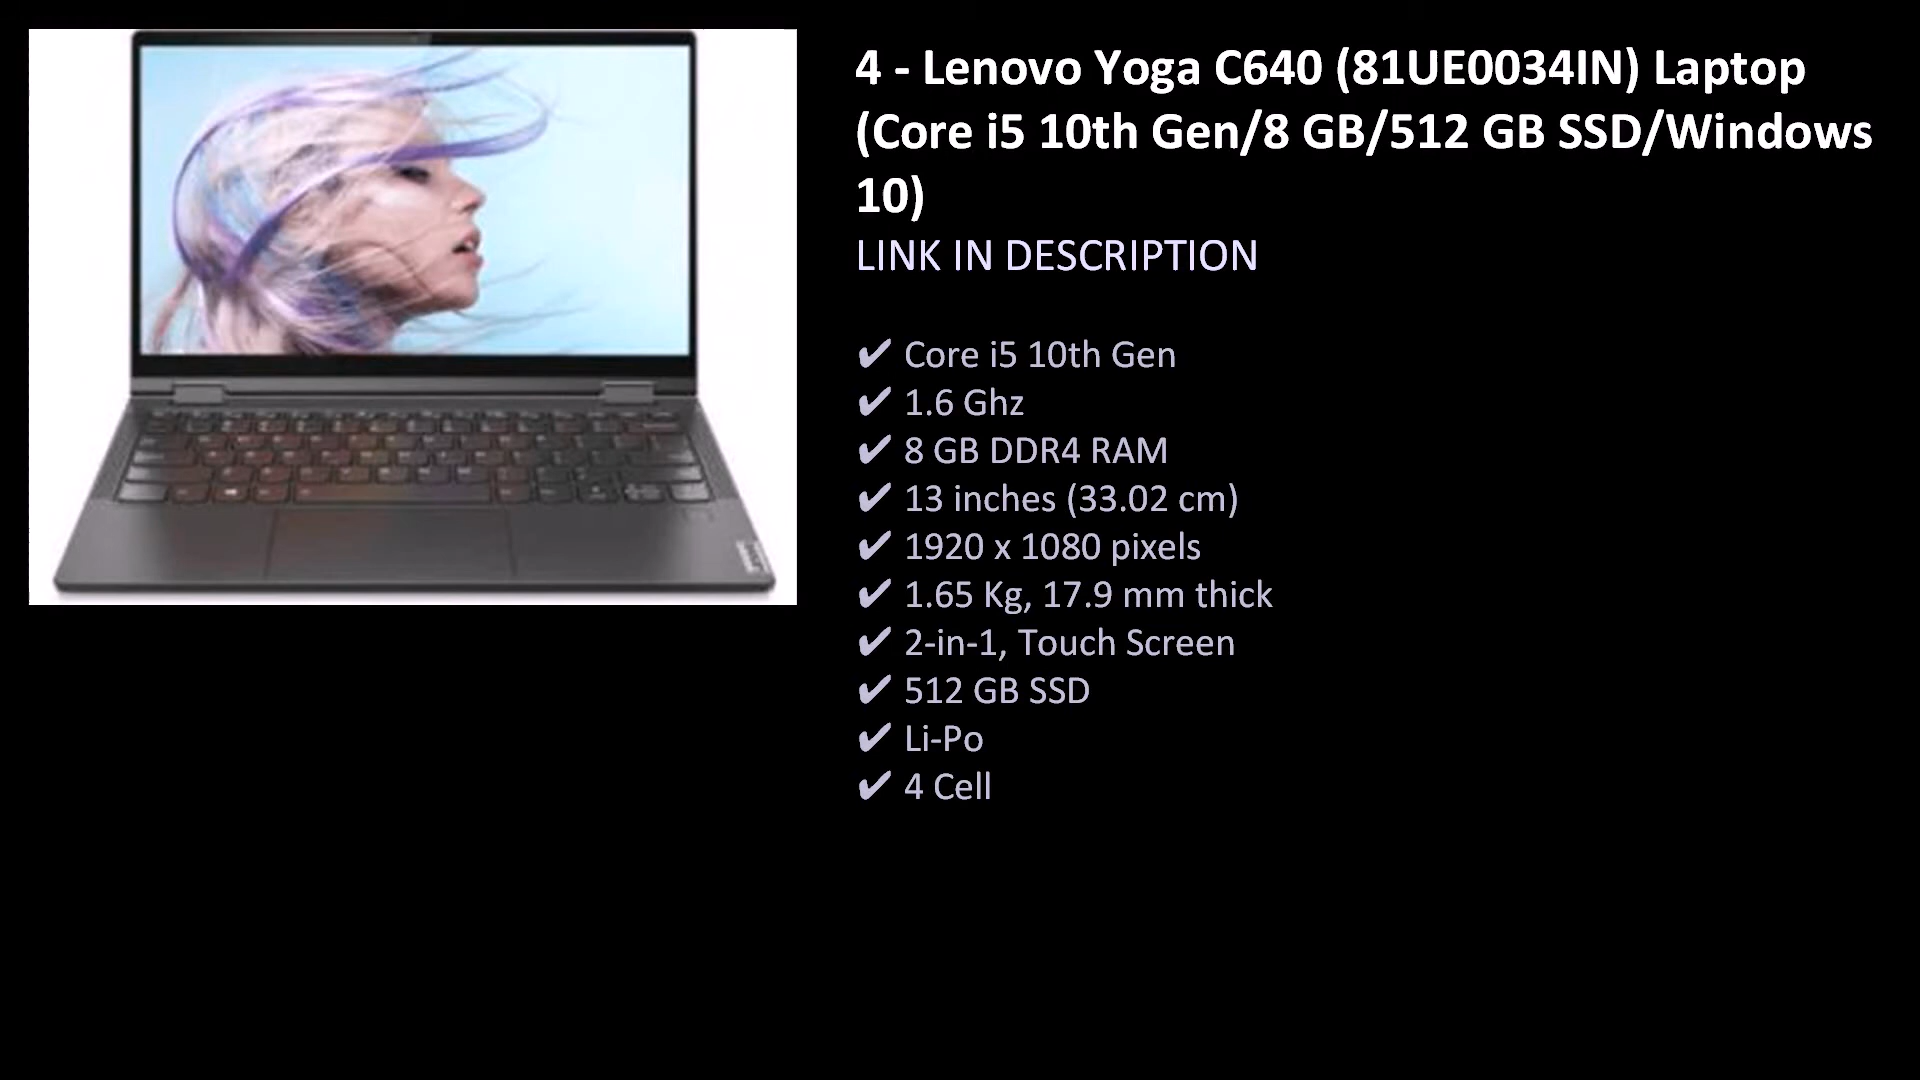 4 - Lenovo Yoga C640 (81UE0034IN) Laptop
(Core i5 10th Gen/8 GB/512 GB SSD/Windows
10)
LINK IN DESCRIPTION
✔ Core i5 10th Gen
✔ 1.6 Ghz
✔ 8 GB DDR4 RAM
✔ 13 inches (33.02 cm)
✔ 1920 x 1080 pixels
✔ 1.65 Kg, 17.9 mm thick
✔ 2-in-1, Touch Screen
✔ 512 GB SSD
✔ Li-Po
✔ 4 Cell